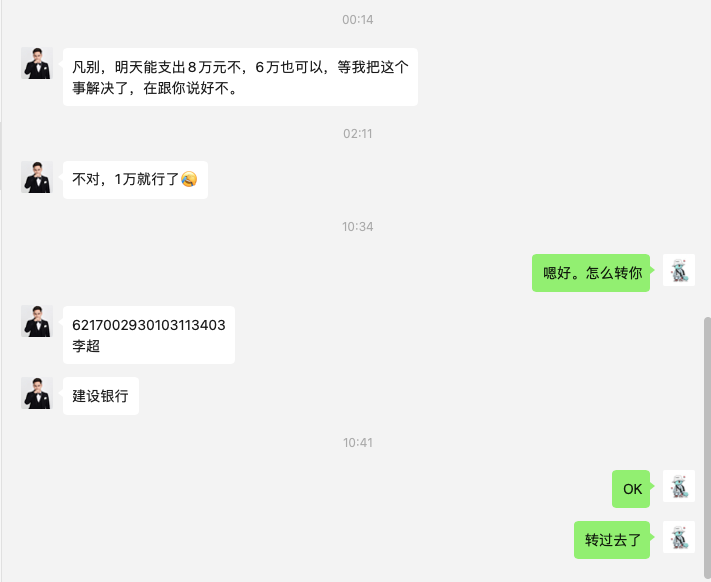 00:14
凡别，明天能支出8万元不，6万也可以，等我把这个
事解决了，在跟你说好不。
02:11
不对，1万就行了😂
10:34
嗯好。怎么转你
6217002930103113403
李超
建设银行
10:41
OK
转过去了